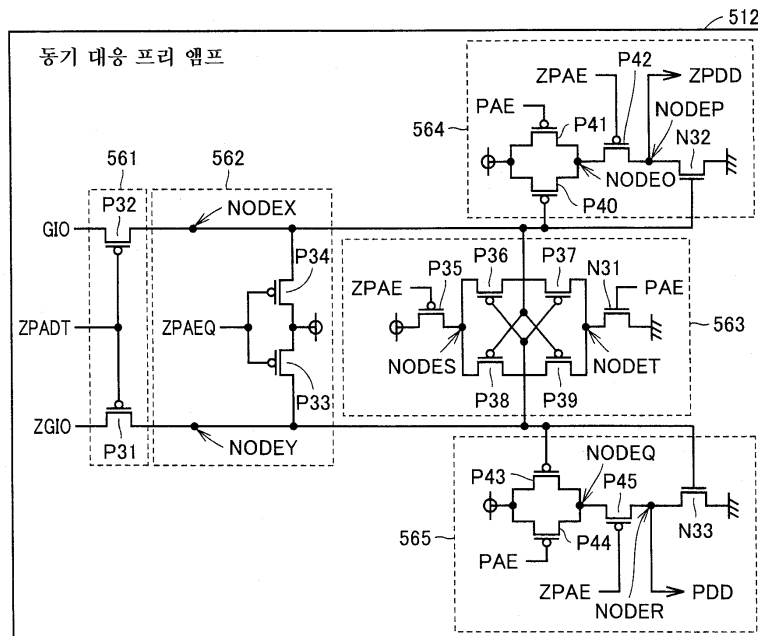 512
동기 대응 프리 앰프
ZPAE
P42
ZPDD
PAE
P41
NODEP
564
N32
561
562
NODEO
P32
NODEX
P40
GIO
P34
P36
P37
P35
N31
ZPAE
PAE
ZPADT
ZPAEQ
563
NODES
NODET
P33
P38
P39
ZGIO
P31
NODEY
NODEQ
P43
P45
565
P44
N33
PAE
ZPAE
PDD
NODER